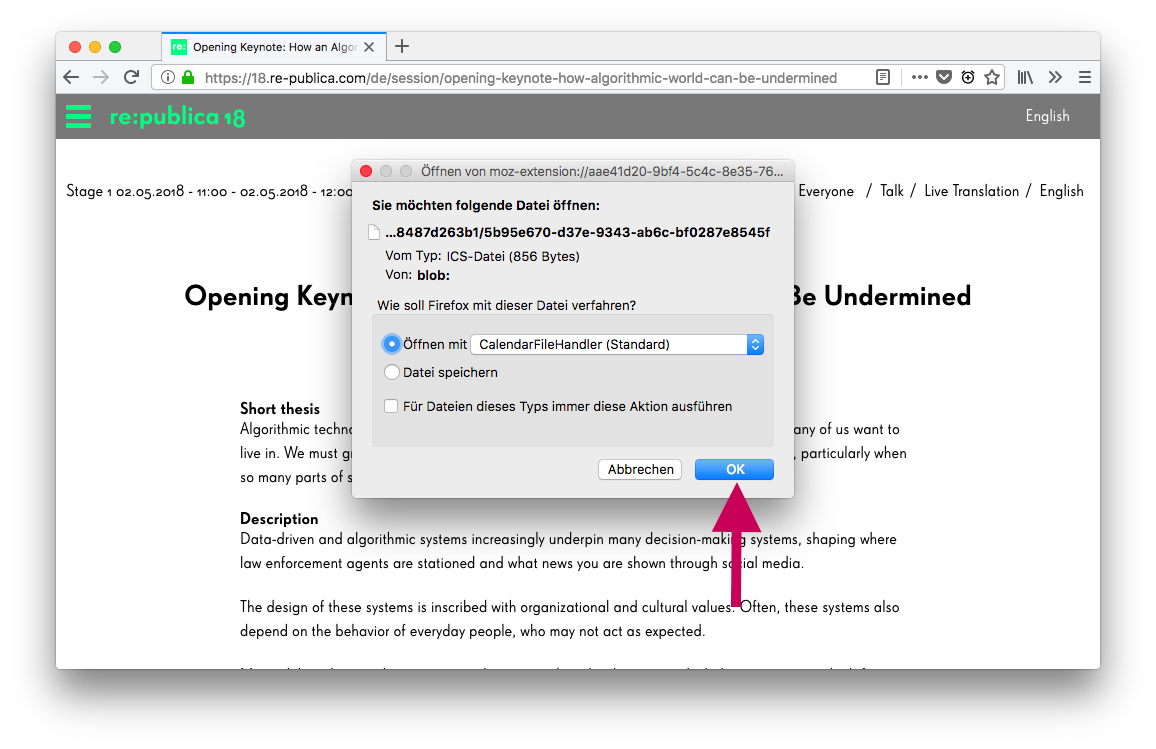 re: Opening Keynote: How an Algo
https://18.re-publica.com/de/session/opening-keynote-how-algorithmic-world-can-be-undermined
re:publica 18
English
Öffnen von moz-extension://aae41d20-9bf4-5c4c-8e35-76...
Stage 1 02.05.2018 - 11:00 - 02.05.2018 - 12:00
Everyone / Talk / Live Translation / English
Sie möchten folgende Datei öffnen:
...8487d263b1/5b95e670-d37e-9343-ab6c-bf0287e8545f
Vom Typ: ICS-Datei (856 Bytes)
Von: blob:
Opening Keyn
Be Undermined
Wie soll Firefox mit dieser Datei verfahren?
Öffnen mit CalendarFileHandler (Standard)
Datei speichern
Für Dateien dieses Typs immer diese Aktion ausführen
Abbrechen OK
Short thesis
Algorithmic techno any of us want to
live in. We must g , particularly when
so many parts of s
Description
Data-driven and algorithmic systems increasingly underpin many decision-making systems, shaping where
law enforcement agents are stationed and what news you are shown through social media.
The design of these systems is inscribed with organizational and cultural values. Often, these systems also
depend on the behavior of everyday people, who may not act as expected.